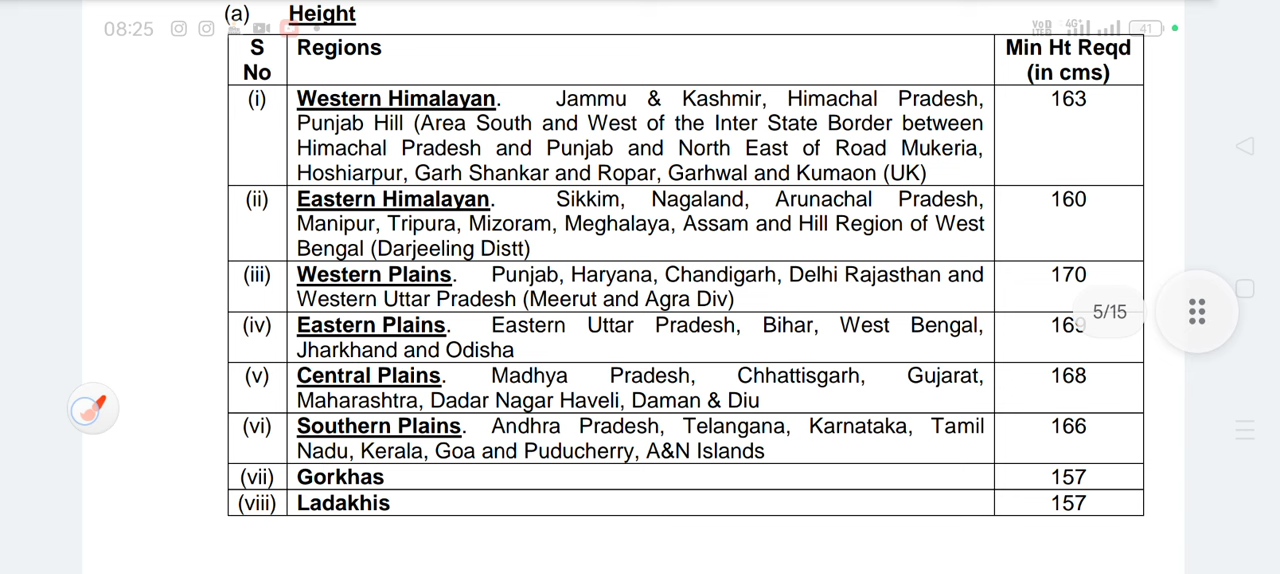 (a) Height
08:25
VoD LTE 4G+ 41
S No Regions Min Ht Reqd (in cms)
(i) Western Himalayan. Jammu & Kashmir, Himachal Pradesh, 163
Punjab Hill (Area South and West of the Inter State Border between
Himachal Pradesh and Punjab and North East of Road Mukeria,
Hoshiarpur, Garh Shankar and Ropar, Garhwal and Kumaon (UK)
(ii) Eastern Himalayan. Sikkim, Nagaland, Arunachal Pradesh, 160
Manipur, Tripura, Mizoram, Meghalaya, Assam and Hill Region of West
Bengal (Darjeeling Distt)
(iii) Western Plains. Punjab, Haryana, Chandigarh, Delhi Rajasthan and 170
Western Uttar Pradesh (Meerut and Agra Div)
(iv) Eastern Plains. Eastern Uttar Pradesh, Bihar, West Bengal, 169
5/15
Jharkhand and Odisha
(v) Central Plains. Madhya Pradesh, Chhattisgarh, Gujarat, 168
Maharashtra, Dadar Nagar Haveli, Daman & Diu
(vi) Southern Plains. Andhra Pradesh, Telangana, Karnataka, Tamil 166
Nadu, Kerala, Goa and Puducherry, A&N Islands
(vii) Gorkhas 157
(viii) Ladakhis 157